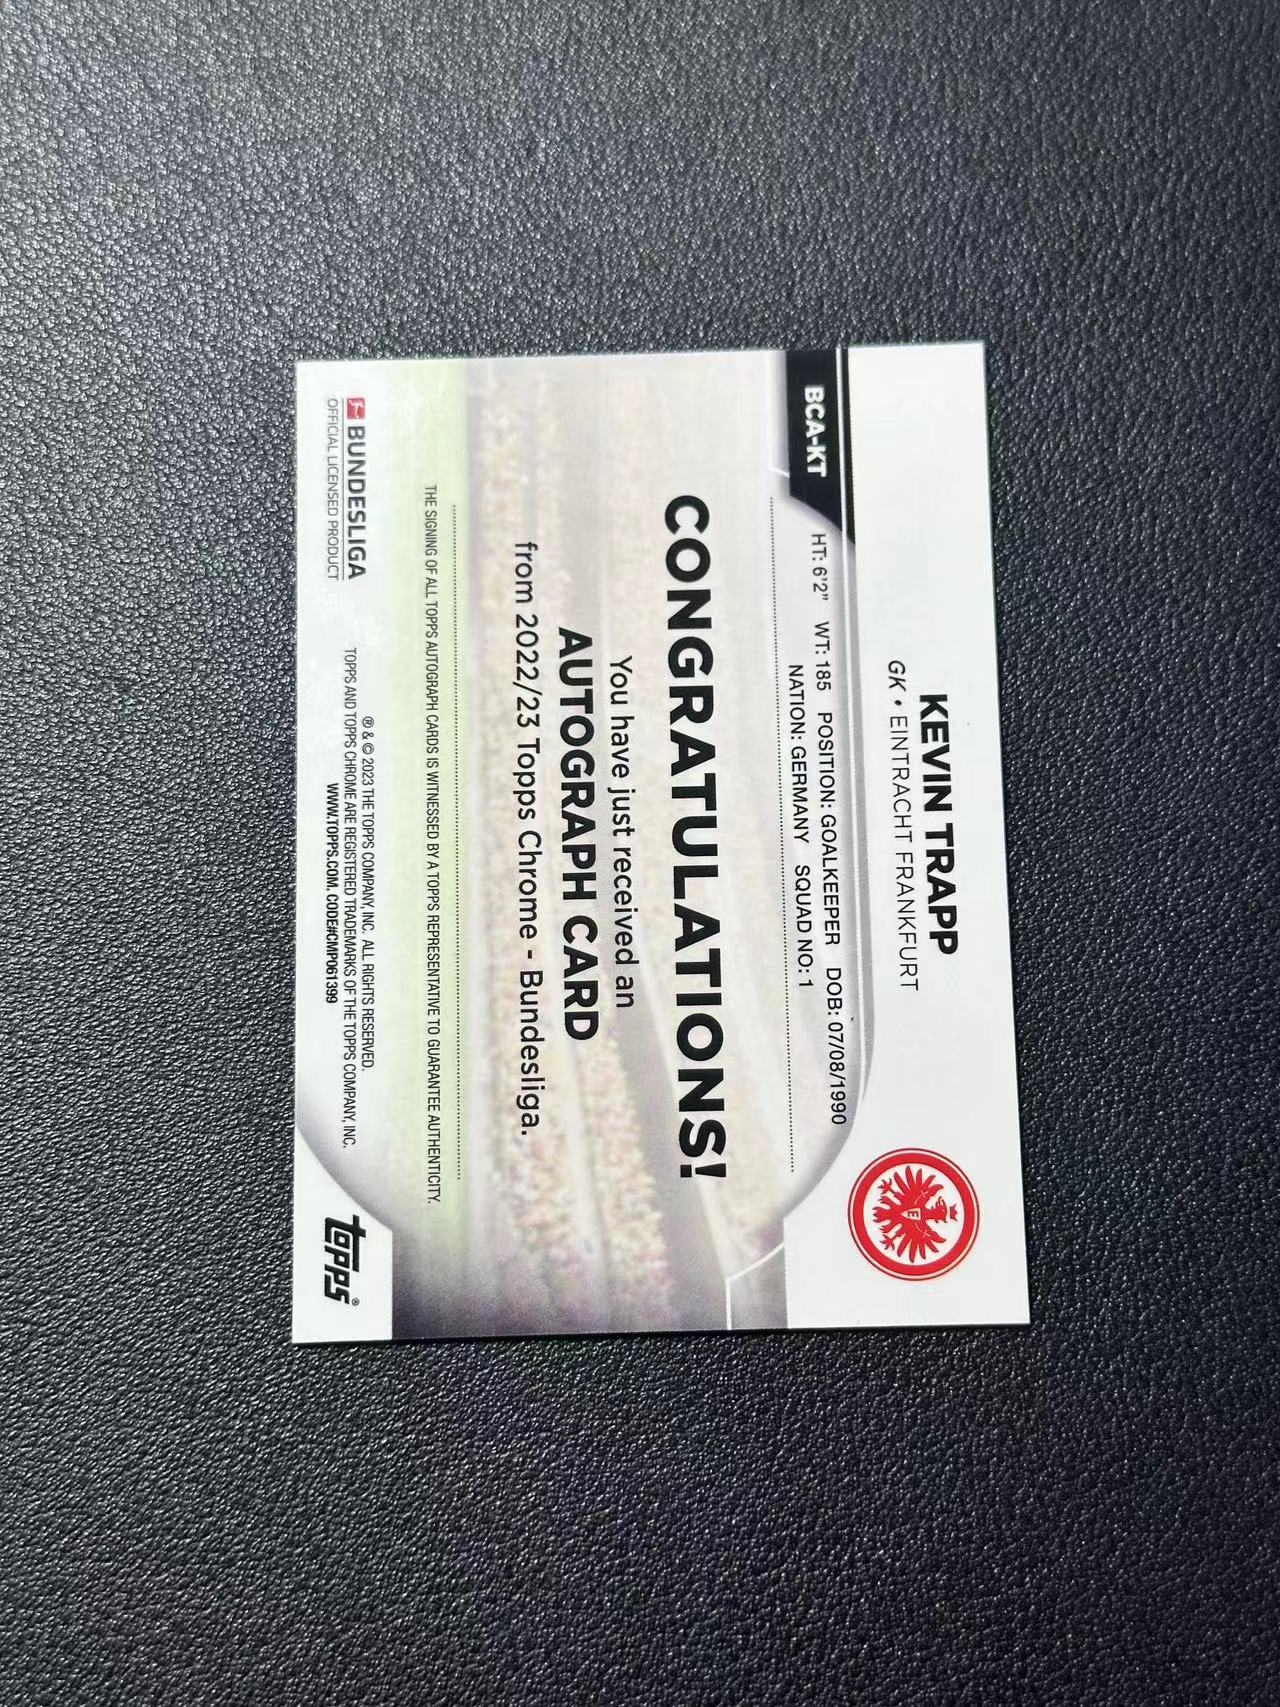 KEVIN TRAPP
GK • EINTRACHT FRANKFURT
BCA-KT
HT: 6'2" WT: 185 POSITION: GOALKEEPER DOB: 07/08/1990
NATION: GERMANY SQUAD NO: 1
CONGRATULATIONS!
You have just received an
AUTOGRAPH CARD
from 2022/23 Topps Chrome - Bundesliga.
THE SIGNING OF ALL TOPPS AUTOGRAPH CARDS IS WITNESSED BY A TOPPS REPRESENTATIVE TO GUARANTEE AUTHENTICITY.
BUNDESLIGA
OFFICIAL LICENSED PRODUCT
® & © 2023 THE TOPPS COMPANY, INC. ALL RIGHTS RESERVED.
TOPPS AND TOPPS CHROME ARE REGISTERED TRADEMARKS OF THE TOPPS COMPANY, INC.
WWW.TOPPS.COM. CODE#CMP061399
topps®